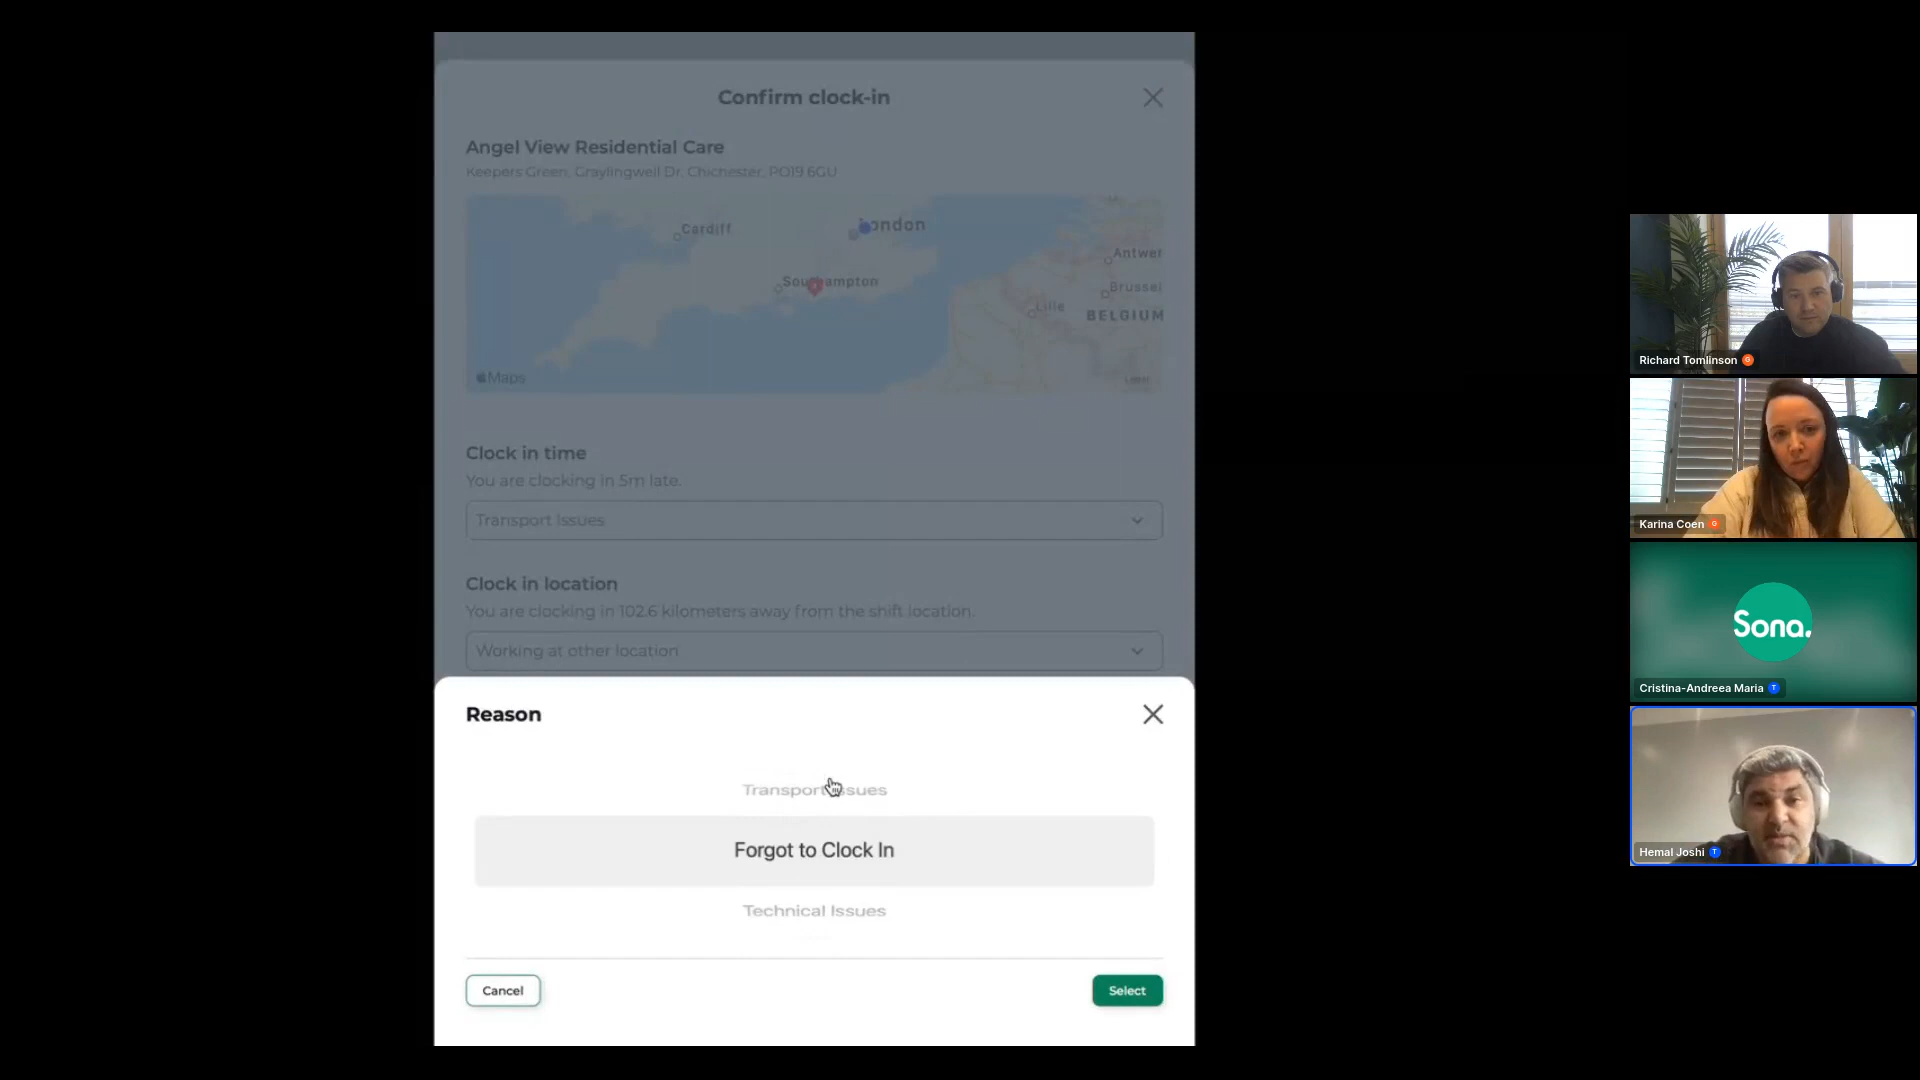 Confirm clock-in
Angel View Residential Care
Keepers Green, Graylingwell Dr. Chichester, PO19 6GU
Cardiff
London
Antwer
Southampton
Brussel
Lille
BELGIUM
Maps
Clock in time
You are clocking in 5m late.
Transport Issues
Clock in location
You are clocking in 102.6 kilometers away from the shift location.
Working at other location
Reason
Transport Issues
Forgot to Clock In
Technical Issues
Cancel
Select
Richard Tomlinson G
Karina Coen G
Sona.
Cristina-Andreea Maria T
Hemal Joshi T